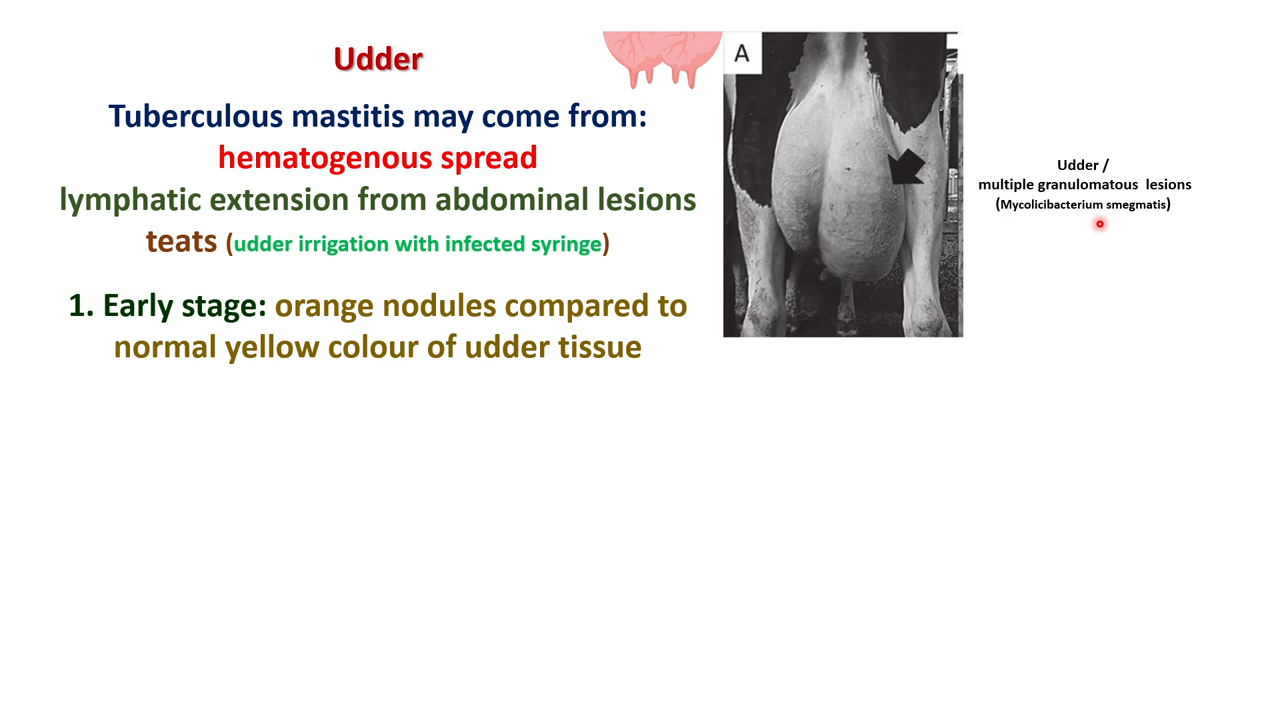 Udder
Tuberculous mastitis may come from:
hematogenous spread
lymphatic extension from abdominal lesions
teats (udder irrigation with infected syringe)
1. Early stage: orange nodules compared to
normal yellow colour of udder tissue
A
Udder /
multiple granulomatous lesions
(Mycolicibacterium smegmatis)